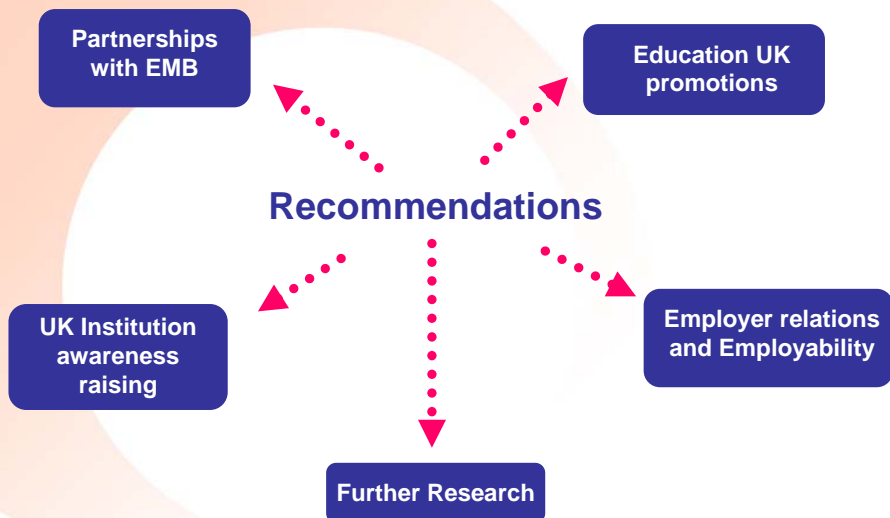 Partnerships
with EMB
Education UK
promotions
Recommendations
UK Institution
awareness
raising
Employer relations
and Employability
Further Research